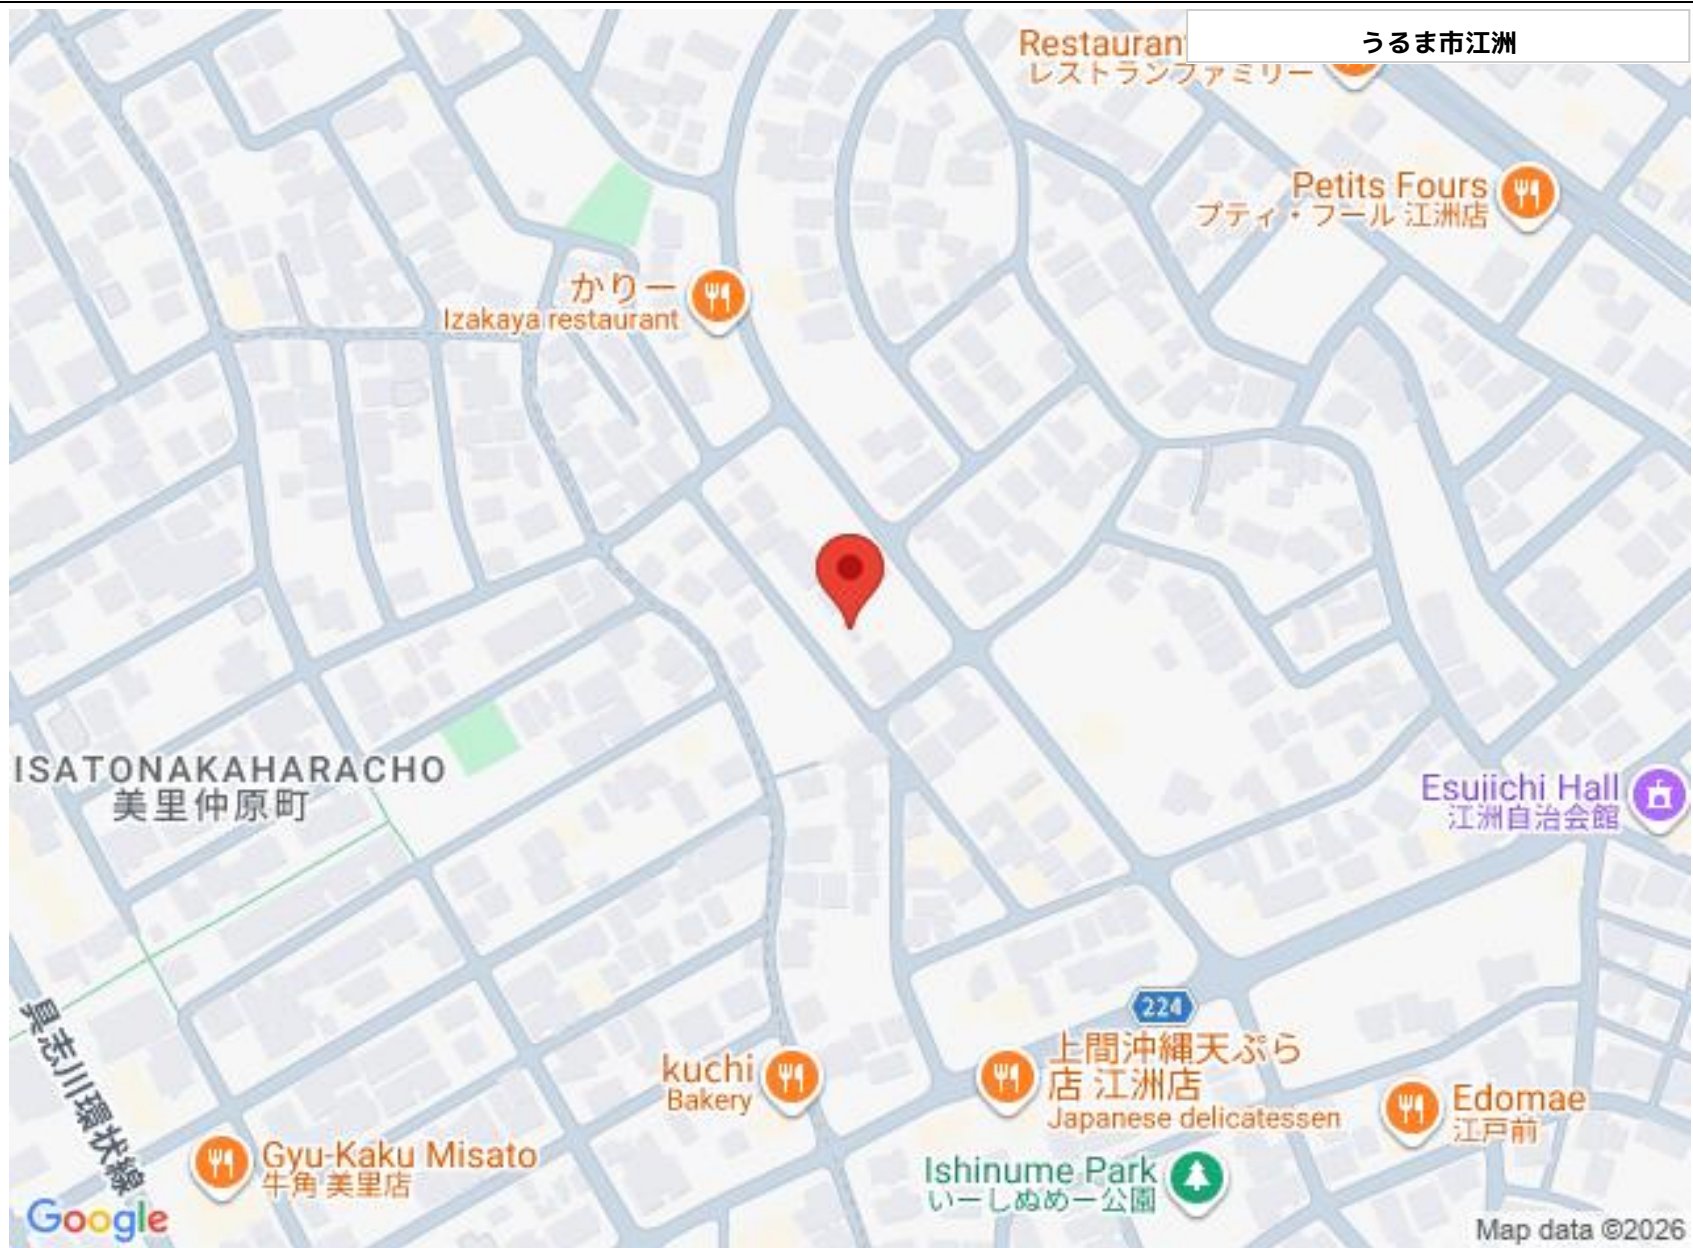 うるま市江洲
Restauran
レストランファミリー
Petits Fours
プティ・フール 江洲店
かりー
Izakaya restaurant
ISATONAKAHARACHO
美里仲原町
Esujichi Hall
江洲自治会館
具志川環状線
224
上間沖縄天ぷら
店 江洲店
Japanese delicatessen
kuchi
Bakery
Edomae
江戸前
Gyu-Kaku Misato
牛角 美里店
Ishinume Park
いーしぬめー公園
Google
Map data ©2026